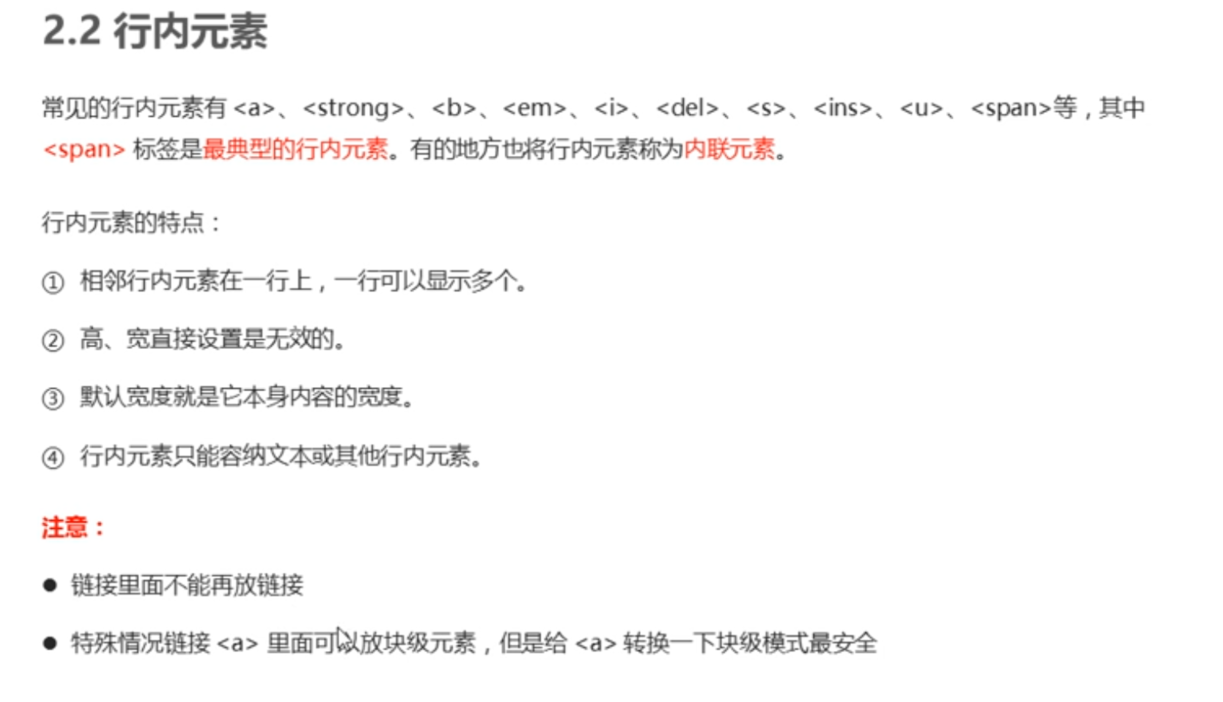 2.2 行内元素
常见的行内元素有 <a>、<strong>、<b>、<em>、<i>、<del>、<s>、<ins>、<u>、<span>等，其中
<span> 标签是最典型的行内元素。有的地方也将行内元素称为内联元素。
行内元素的特点：
① 相邻行内元素在一行上，一行可以显示多个。
② 高、宽直接设置是无效的。
③ 默认宽度就是它本身内容的宽度。
④ 行内元素只能容纳文本或其他行内元素。
注意：
● 链接里面不能再放链接
● 特殊情况链接 <a> 里面可以放块级元素，但是给 <a> 转换一下块级模式最安全